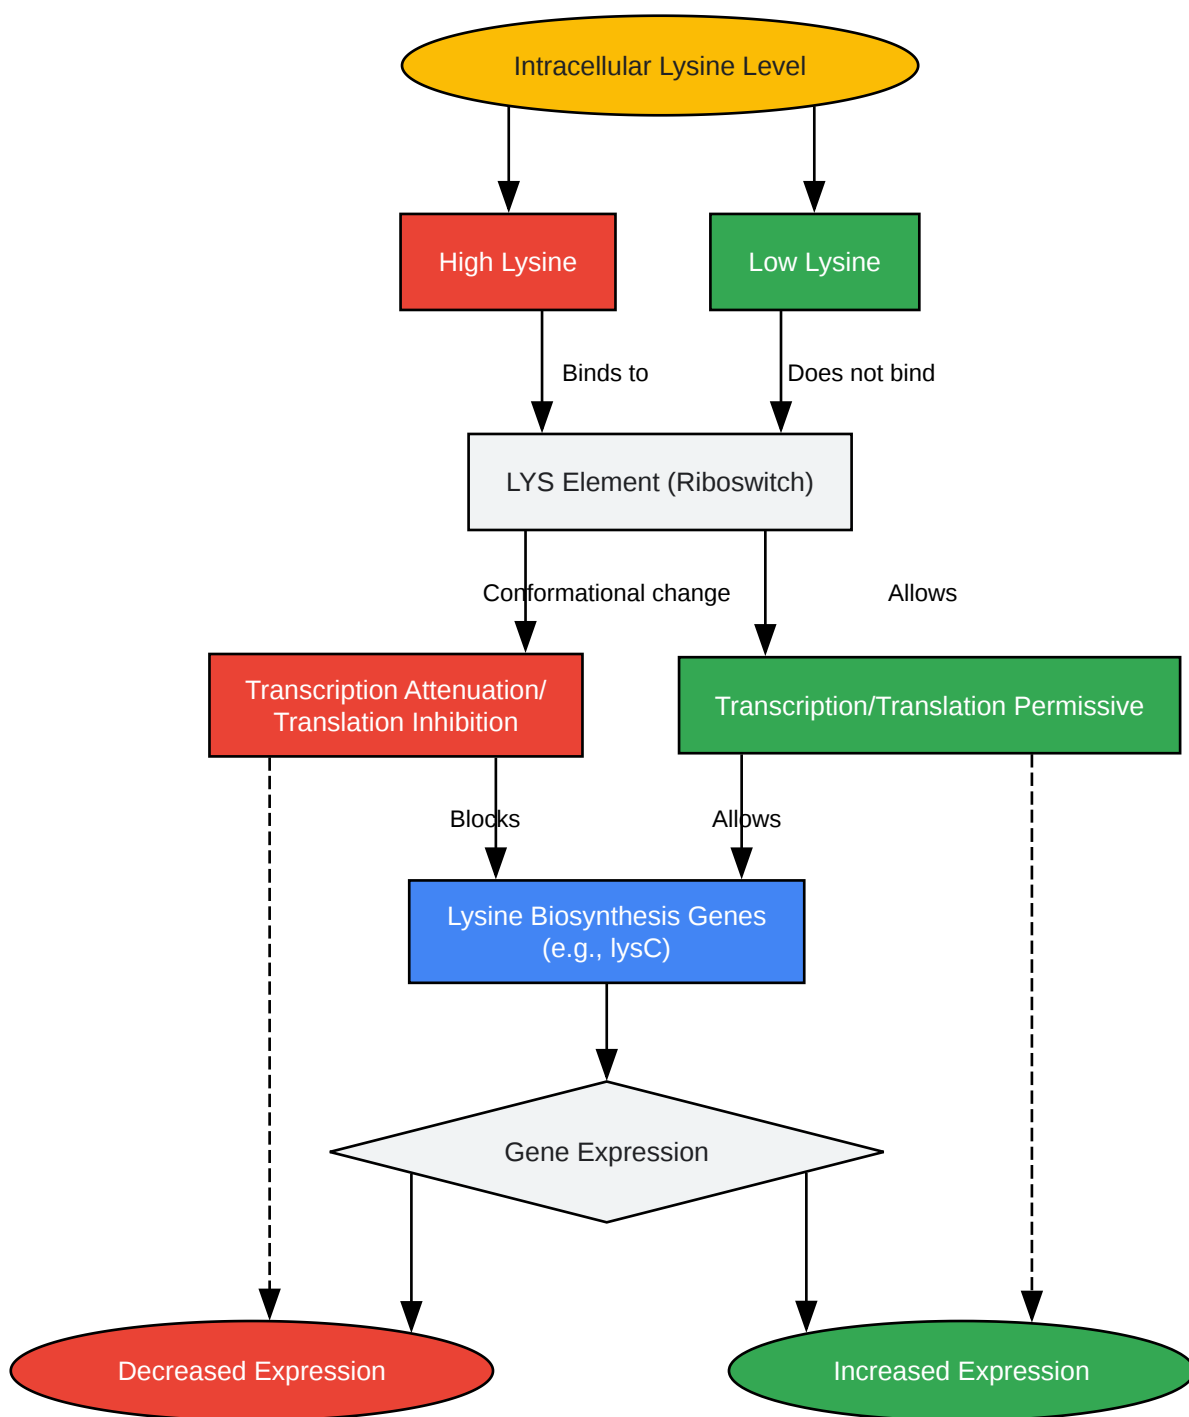 Intracellular Lysine Level
High Lysine
Low Lysine
Binds to
Does not bind
LYS Element (Riboswitch)
Conformational change
Allows
Transcription Attenuation/
Translation Inhibition
Transcription/Translation Permissive
Blocks
Allows
Lysine Biosynthesis Genes
(e.g., lysC)
Gene Expression
Decreased Expression
Increased Expression